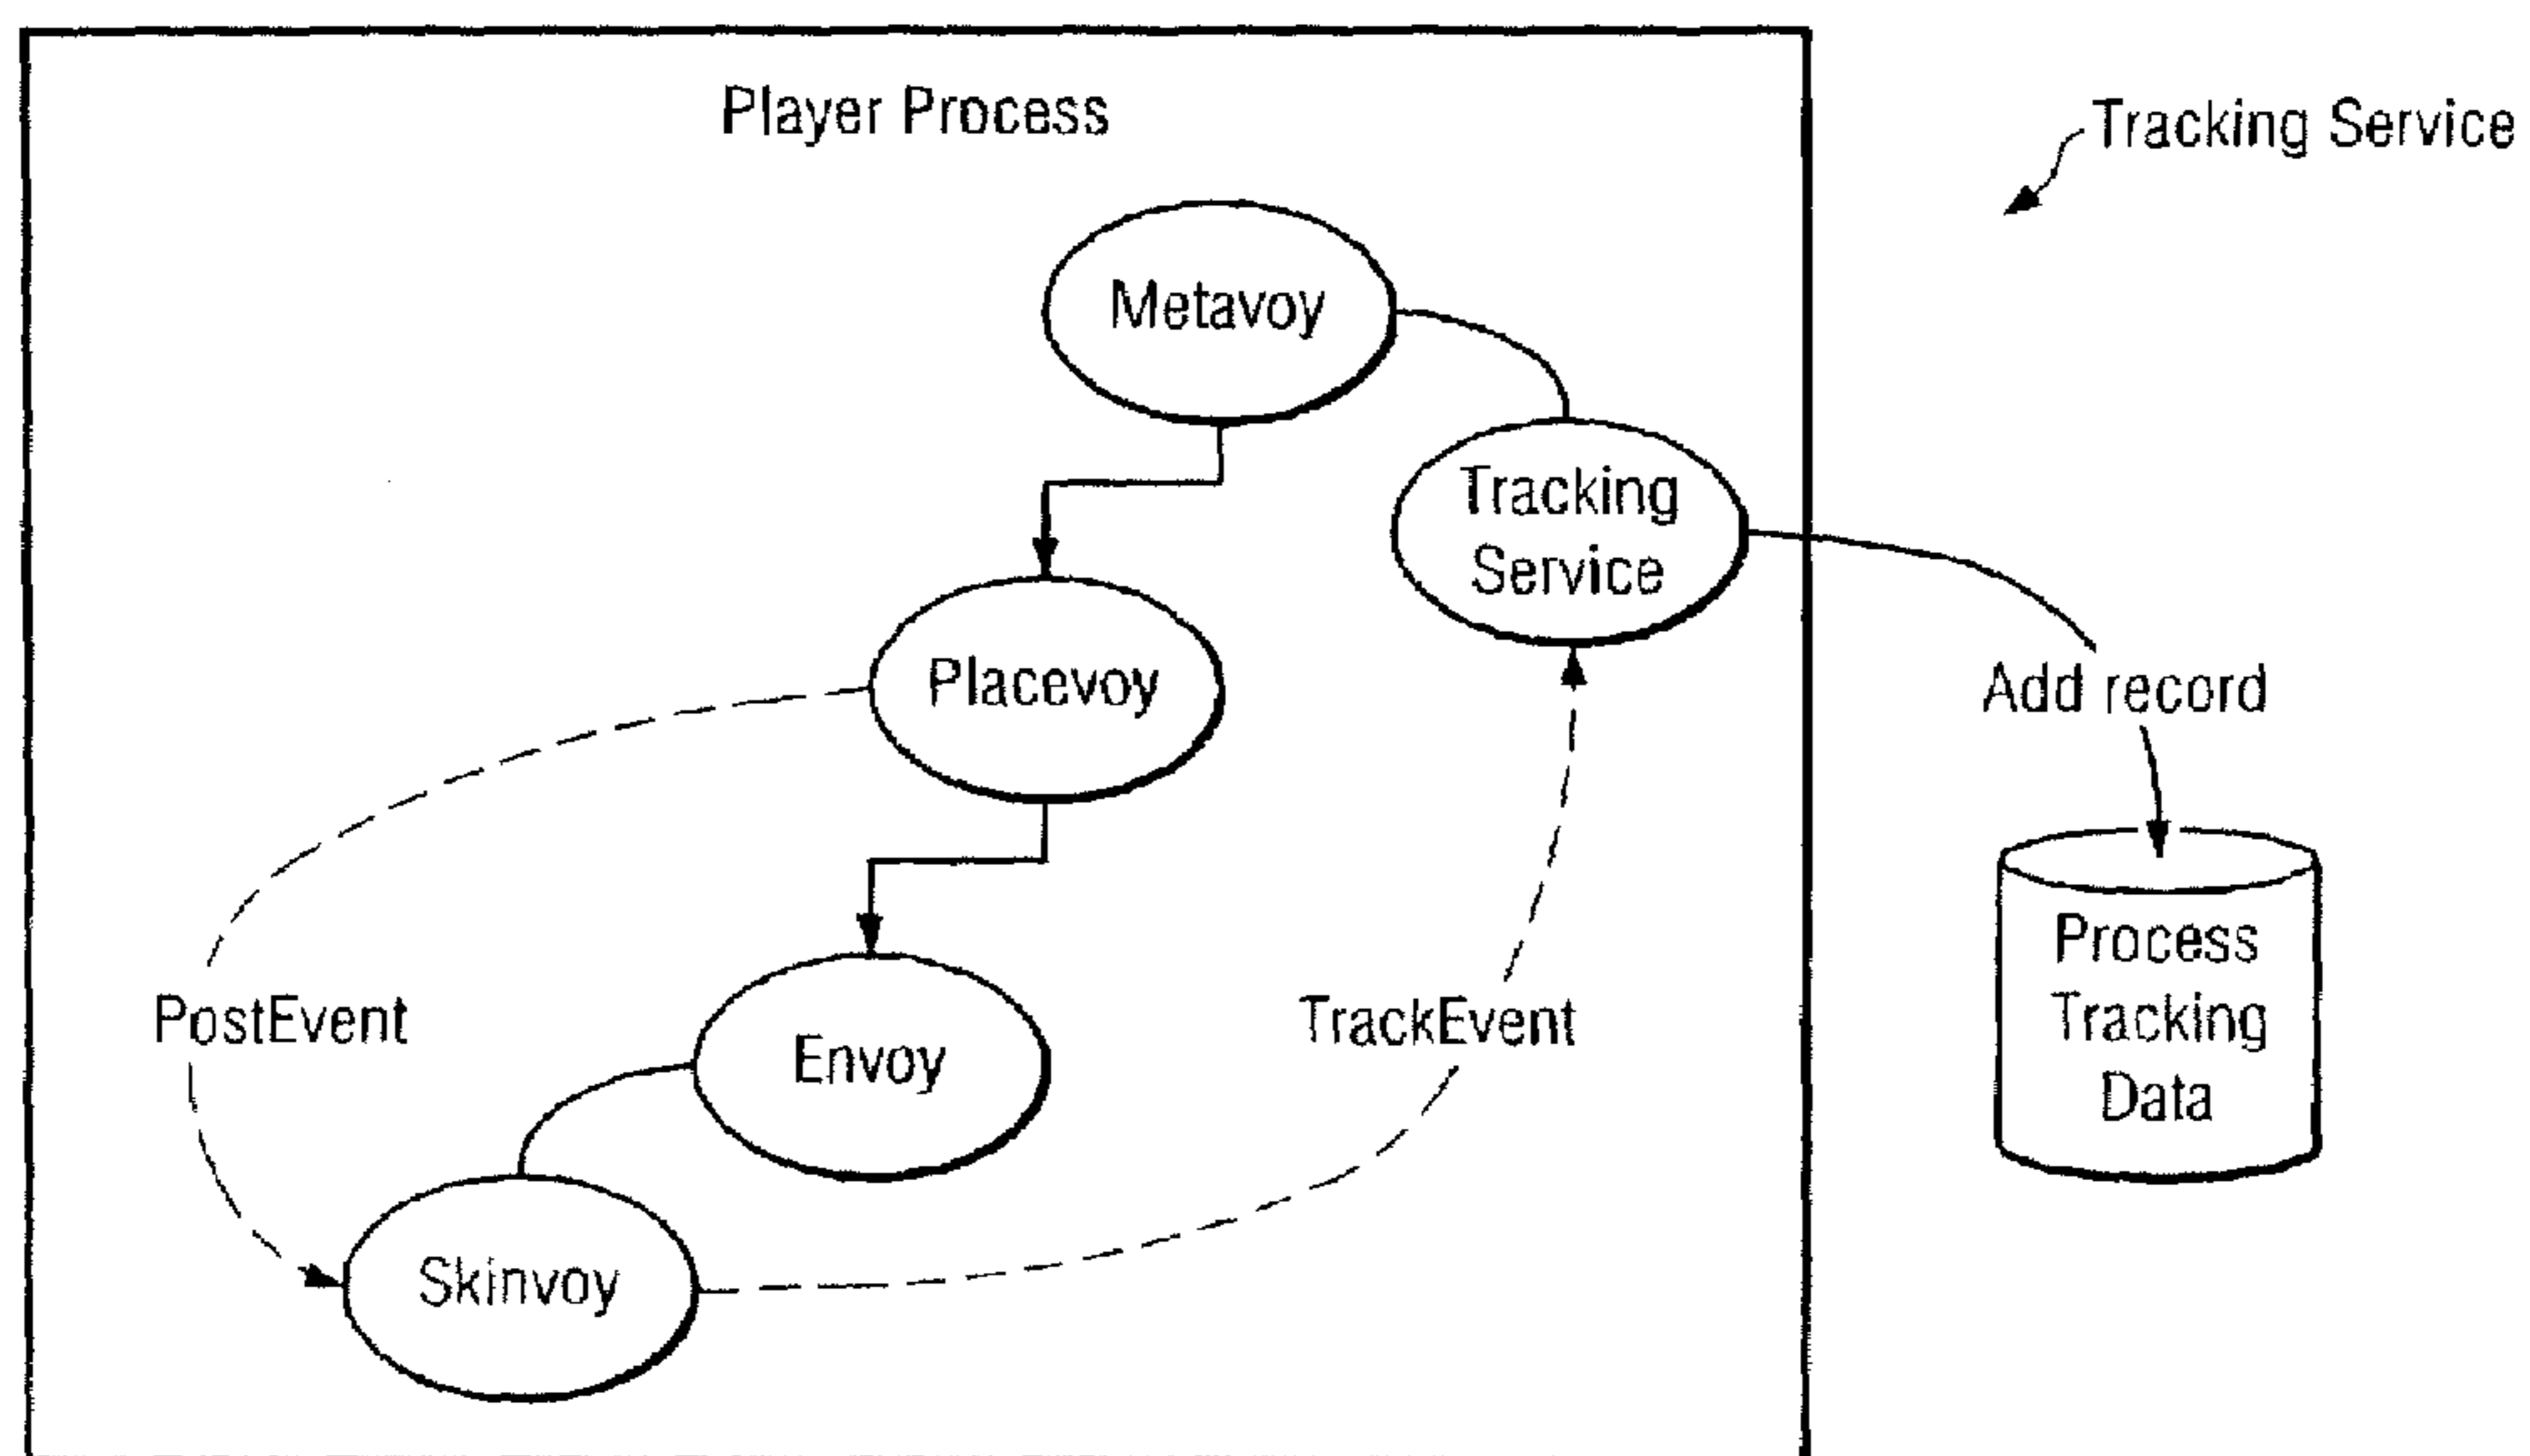 Player Process
Tracking Service
Metavoy
Tracking
Service
Placevoy
Add record
Process
Tracking
Data
PostEvent
TrackEvent
Envoy
Skinvoy